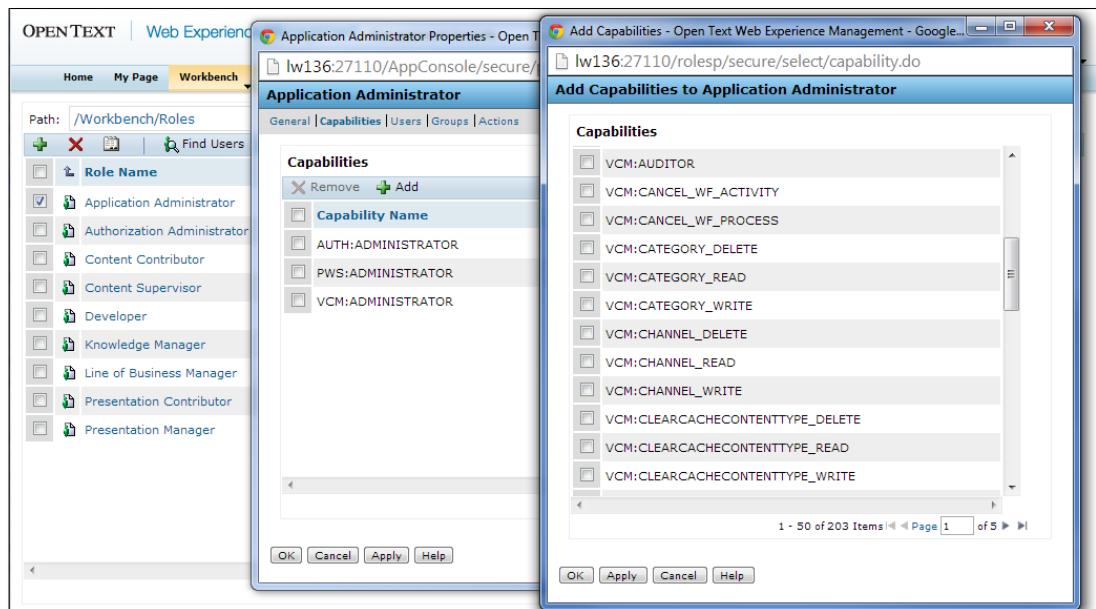 OPEN TEXT | Web Experienc
Home My Page Workbench
Path: /Workbench/Roles
Find Users
Role Name
Application Administrator
Authorization Administrator
Content Contributor
Content Supervisor
Developer
Knowledge Manager
Line of Business Manager
Presentation Contributor
Presentation Manager
Application Administrator Properties - Open T
lw136:27110/AppConsole/secure/
Application Administrator
General | Capabilities | Users | Groups | Actions
Capabilities
Remove Add
Capability Name
AUTH:ADMINISTRATOR
PWS:ADMINISTRATOR
VCM:ADMINISTRATOR
OK Cancel Apply Help
Add Capabilities - Open Text Web Experience Management - Google...
lw136:27110/rolesp/secure/select/capability.do
Add Capabilities to Application Administrator
Capabilities
VCM:AUDITOR
VCM:CANCEL_WF_ACTIVITY
VCM:CANCEL_WF_PROCESS
VCM:CATEGORY_DELETE
VCM:CATEGORY_READ
VCM:CATEGORY_WRITE
VCM:CHANNEL_DELETE
VCM:CHANNEL_READ
VCM:CHANNEL_WRITE
VCM:CLEARCACHECONTENTTYPE_DELETE
VCM:CLEARCACHECONTENTTYPE_READ
VCM:CLEARCACHECONTENTTYPE_WRITE
1 - 50 of 203 Items Page 1 of 5
OK Apply Cancel Help